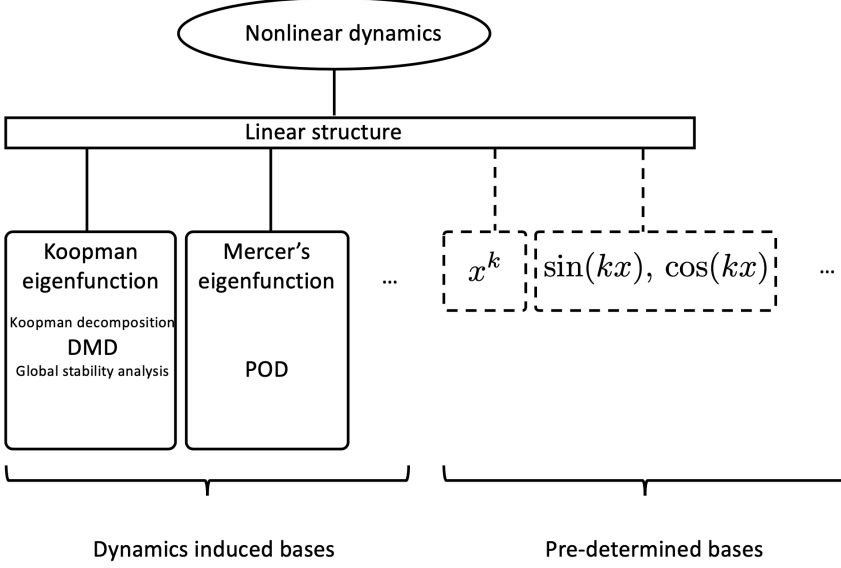 Nonlinear dynamics
Linear structure
Koopman
eigenfunction
Koopman decomposition
DMD
Global stability analysis
Mercer’s
eigenfunction
POD
...
x^k
sin(kx), cos(kx)
...
Dynamics induced bases
Pre-determined bases